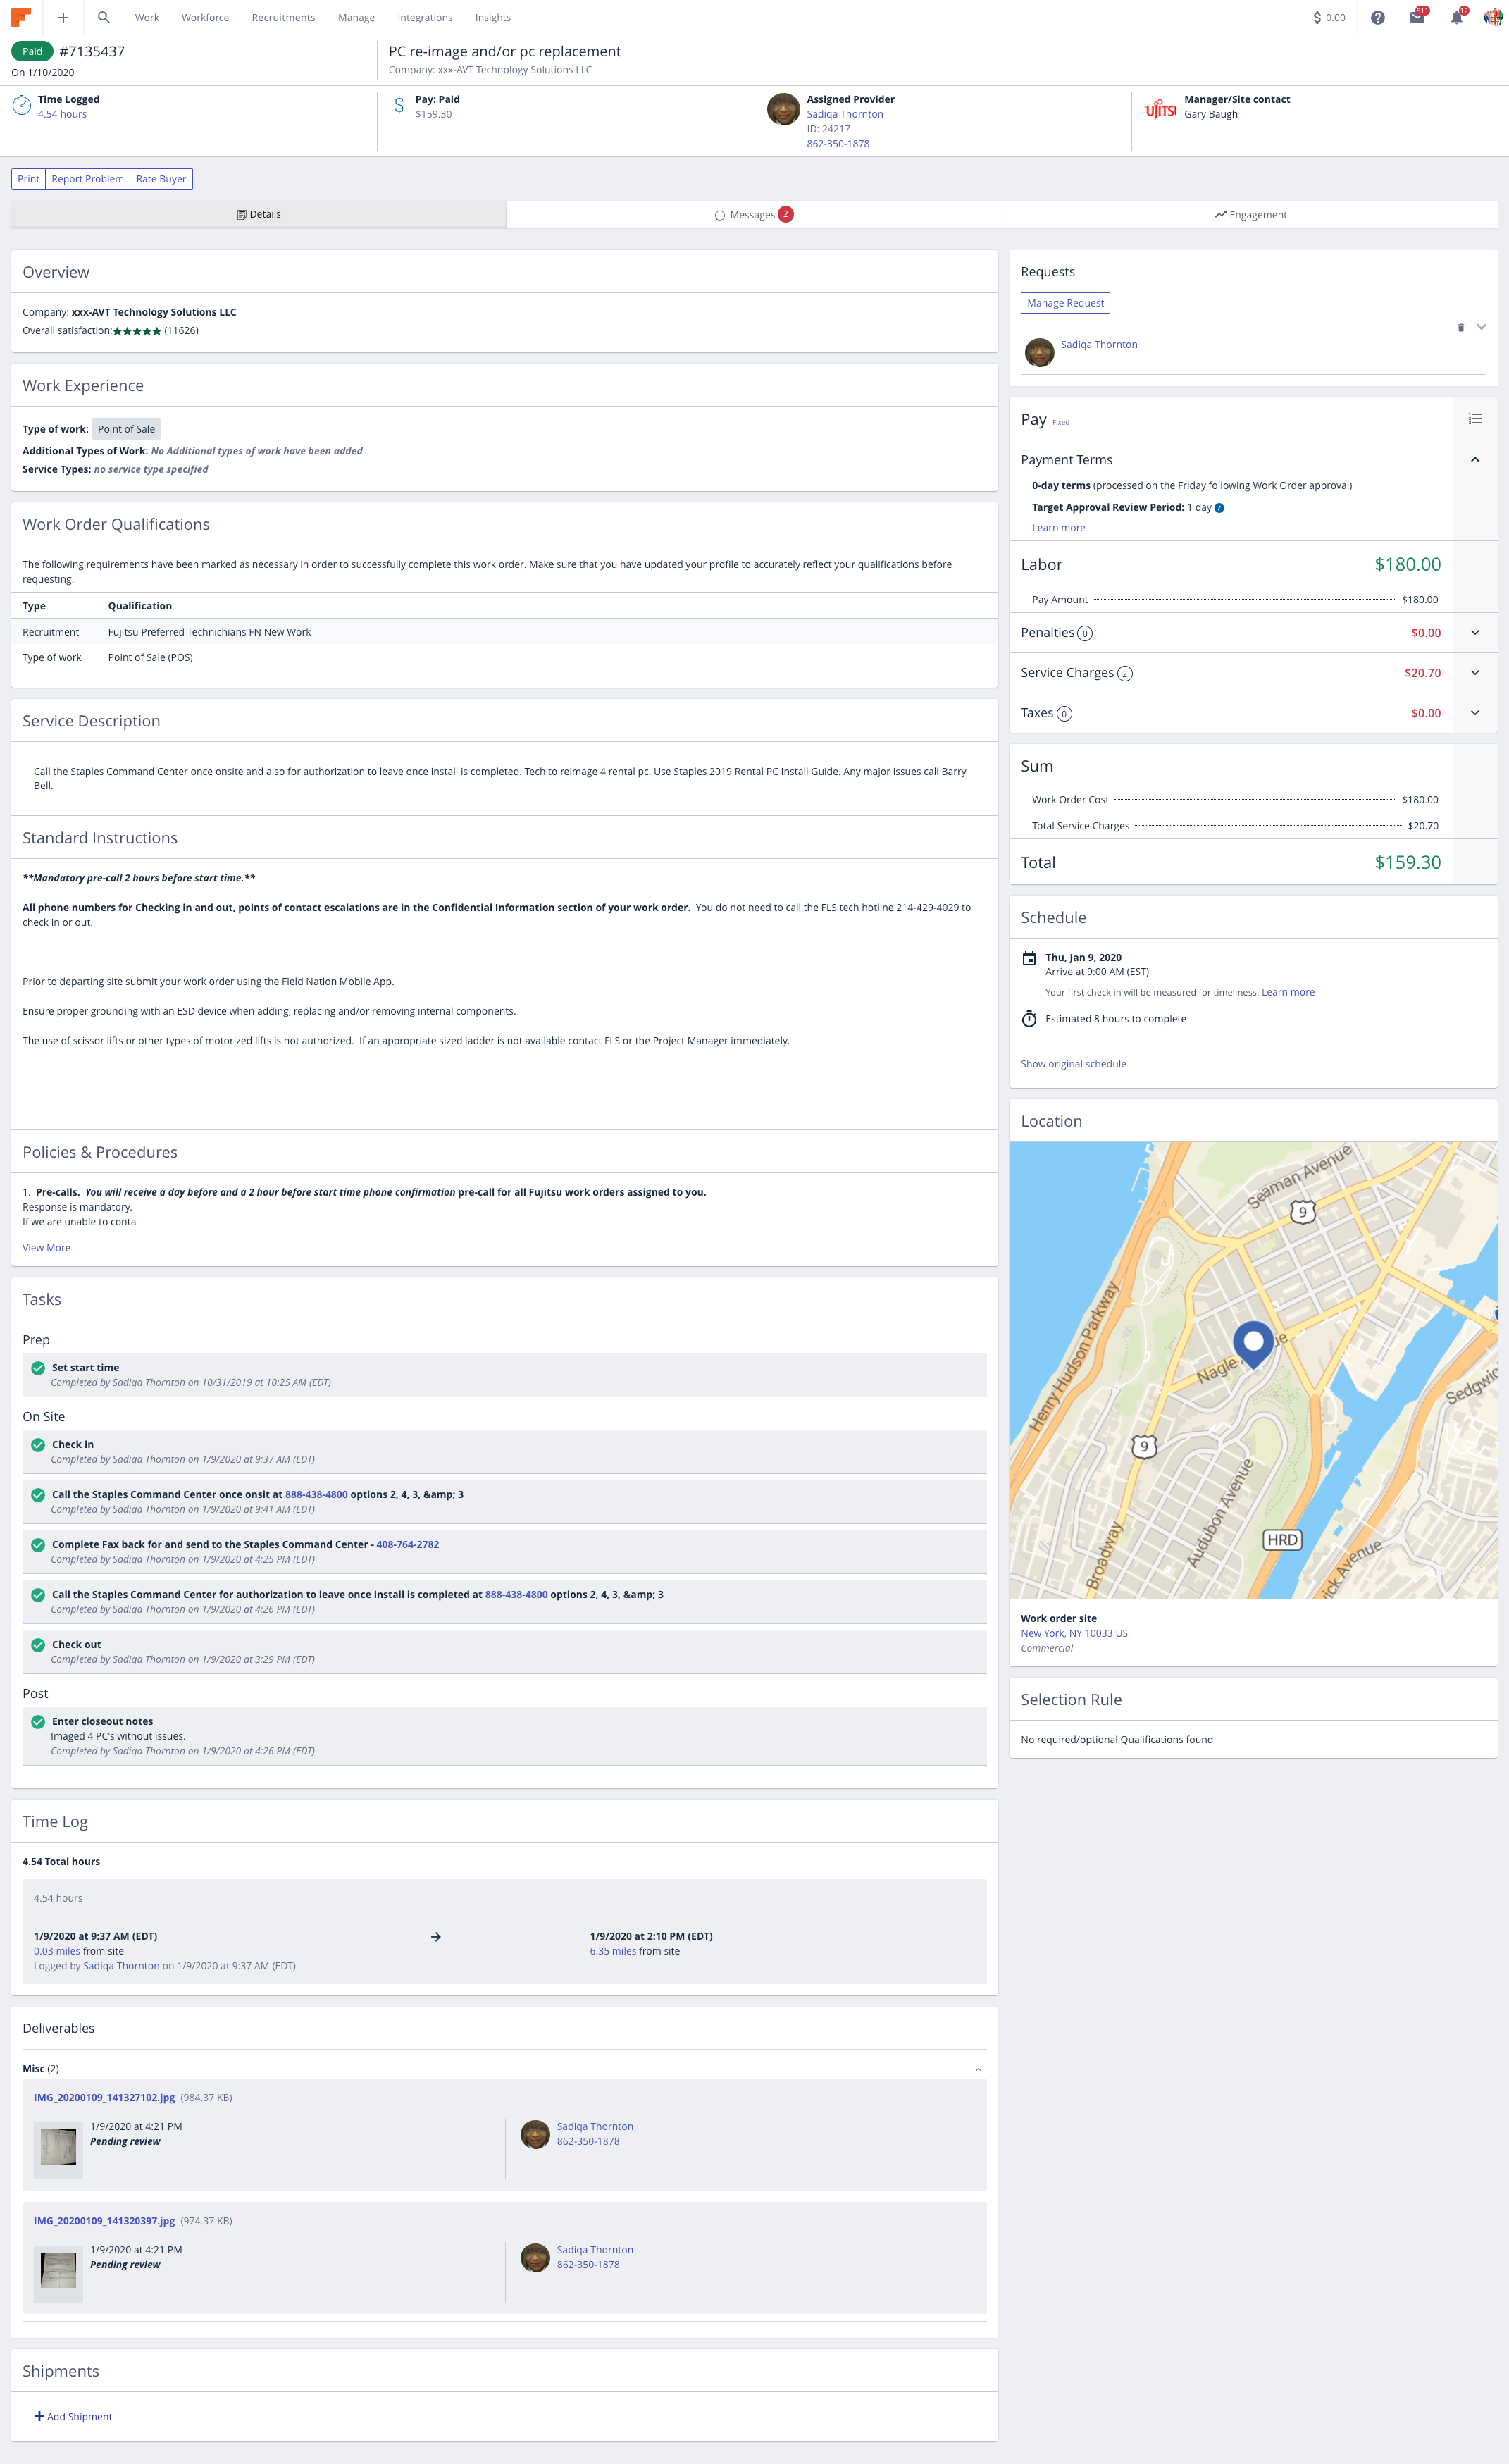 Work Workforce Recruitments Manage Integrations Insights
$ 0.00 511 12
Paid #7135437
On 1/10/2020
PC re-image and/or pc replacement
Company: xxx-AVT Technology Solutions LLC
Time Logged
4.54 hours
Pay: Paid
$159.30
Assigned Provider
Sadiqa Thornton
ID: 24217
862-350-1878
UJITSI
Manager/Site contact
Gary Baugh
Print Report Problem Rate Buyer
Details
Messages 2
Engagement
Overview
Company: xxx-AVT Technology Solutions LLC
Overall satisfaction:★★★★★ (11626)
Work Experience
Type of work: Point of Sale
Additional Types of Work: No Additional types of work have been added
Service Types: no service type specified
Work Order Qualifications
The following requirements have been marked as necessary in order to successfully complete this work order. Make sure that you have updated your profile to accurately reflect your qualifications before
requesting.
Type Qualification
Recruitment Fujitsu Preferred Technichians FN New Work
Type of work Point of Sale (POS)
Service Description
Call the Staples Command Center once onsite and also for authorization to leave once install is completed. Tech to reimage 4 rental pc. Use Staples 2019 Rental PC Install Guide. Any major issues call Barry
Bell.
Standard Instructions
**Mandatory pre-call 2 hours before start time.**
All phone numbers for Checking in and out, points of contact escalations are in the Confidential Information section of your work order. You do not need to call the FLS tech hotline 214-429-4029 to
check in or out.
Prior to departing site submit your work order using the Field Nation Mobile App.
Ensure proper grounding with an ESD device when adding, replacing and/or removing internal components.
The use of scissor lifts or other types of motorized lifts is not authorized. If an appropriate sized ladder is not available contact FLS or the Project Manager immediately.
Policies & Procedures
1. Pre-calls. You will receive a day before and a 2 hour before start time phone confirmation pre-call for all Fujitsu work orders assigned to you.
Response is mandatory.
If we are unable to conta
View More
Tasks
Prep
Set start time
Completed by Sadiqa Thornton on 10/31/2019 at 10:25 AM (EDT)
On Site
Check in
Completed by Sadiqa Thornton on 1/9/2020 at 9:37 AM (EDT)
Call the Staples Command Center once onsit at 888-438-4800 options 2, 4, 3, &amp;amp; 3
Completed by Sadiqa Thornton on 1/9/2020 at 9:41 AM (EDT)
Complete Fax back for and send to the Staples Command Center - 408-764-2782
Completed by Sadiqa Thornton on 1/9/2020 at 4:25 PM (EDT)
Call the Staples Command Center for authorization to leave once install is completed at 888-438-4800 options 2, 4, 3, &amp;amp; 3
Completed by Sadiqa Thornton on 1/9/2020 at 4:26 PM (EDT)
Check out
Completed by Sadiqa Thornton on 1/9/2020 at 3:29 PM (EDT)
Post
Enter closeout notes
Imaged 4 PC's without issues.
Completed by Sadiqa Thornton on 1/9/2020 at 4:26 PM (EDT)
Time Log
4.54 Total hours
4.54 hours
1/9/2020 at 9:37 AM (EDT) 1/9/2020 at 2:10 PM (EDT)
0.03 miles from site 6.35 miles from site
Logged by Sadiqa Thornton on 1/9/2020 at 9:37 AM (EDT)
Deliverables
Misc (2)
IMG_20200109_141327102.jpg (984.37 KB)
1/9/2020 at 4:21 PM
Pending review
Sadiqa Thornton
862-350-1878
IMG_20200109_141320397.jpg (974.37 KB)
1/9/2020 at 4:21 PM
Pending review
Sadiqa Thornton
862-350-1878
Shipments
Add Shipment
Requests
Manage Request
Sadiqa Thornton
Pay Fixed
Payment Terms
0-day terms (processed on the Friday following Work Order approval)
Target Approval Review Period: 1 day
Learn more
Labor $180.00
Pay Amount $180.00
Penalties 0 $0.00
Service Charges 2 $20.70
Taxes 0 $0.00
Sum
Work Order Cost $180.00
Total Service Charges $20.70
Total $159.30
Schedule
Thu, Jan 9, 2020
Arrive at 9:00 AM (EST)
Your first check in will be measured for timeliness. Learn more
Estimated 8 hours to complete
Show original schedule
Location
Seaman Avenue
9
Henry Hudson Parkway
Nagle
Sedgwic
9
Audubon Avenue
Broadway
HRD
ick Avenue
Work order site
New York, NY 10033 US
Commercial
Selection Rule
No required/optional Qualifications found